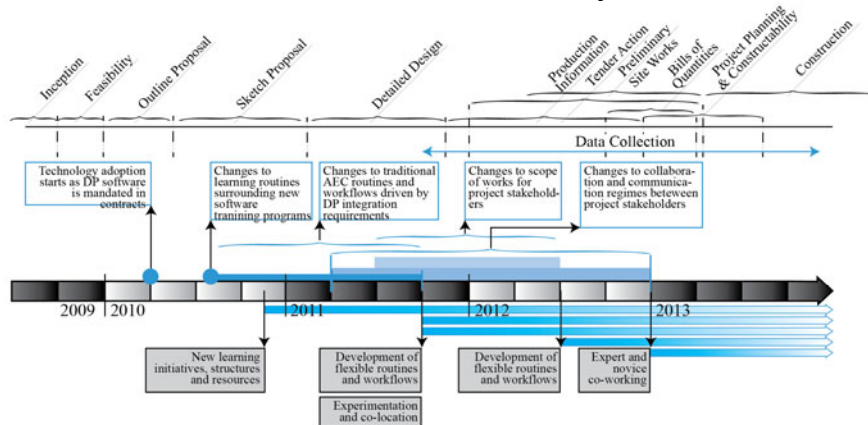 Inception
Feasibility
Outline Proposal
Sketch Proposal
Detailed Design
Production
Information
Tender Action
Preliminary
Site Works
Bills of
Quantities
Project Planning
& Constructability
Construction
Data Collection
Technology adoption
starts as DP software
is mandated in
contracts
Changes to
learning routines
surrounding new
software
tranining programs
Changes to traditional
AEC routines and
workflows driven by
DP integration
requirements
Changes to scope
of works for
project stakehold-
ers
Changes to collabora-
tion and communica-
tion regimes betetween
project stakeholders
2009
2010
2011
2012
2013
New learning
initiatives, structures
and resources
Development of
flexible routines
and workflows
Experimentation
and co-location
Development of
flexible routines
and workflows
Expert and
novice
co-working